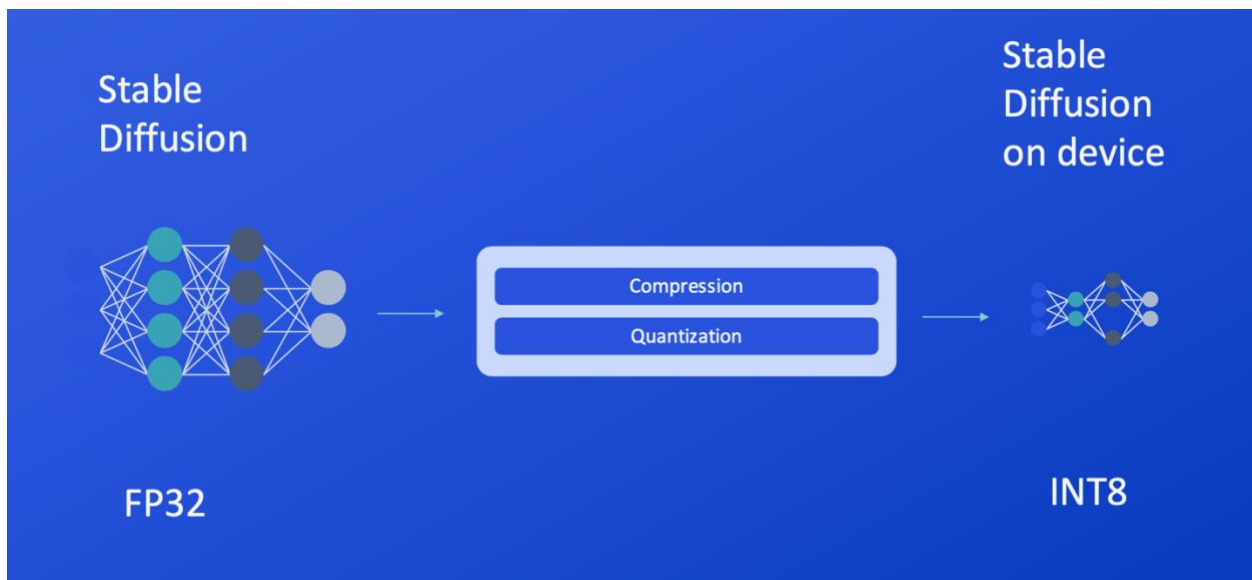 Stable
Diffusion
Stable
Diffusion
on device
Compression
Quantization
FP32
INT8